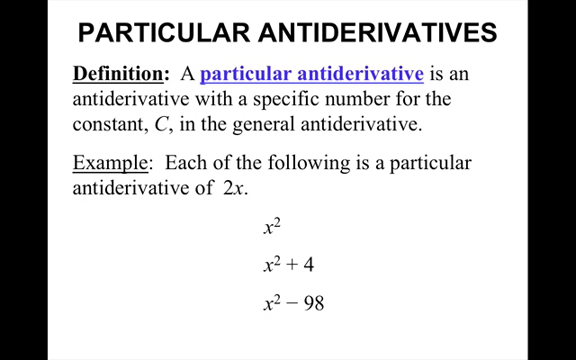 PARTICULAR ANTIDERIVATIVES
Definition: A particular antiderivative is an
antiderivative with a specific number for the
constant, C, in the general antiderivative.
Example: Each of the following is a particular
antiderivative of 2x.
x²
x² + 4
x² − 98